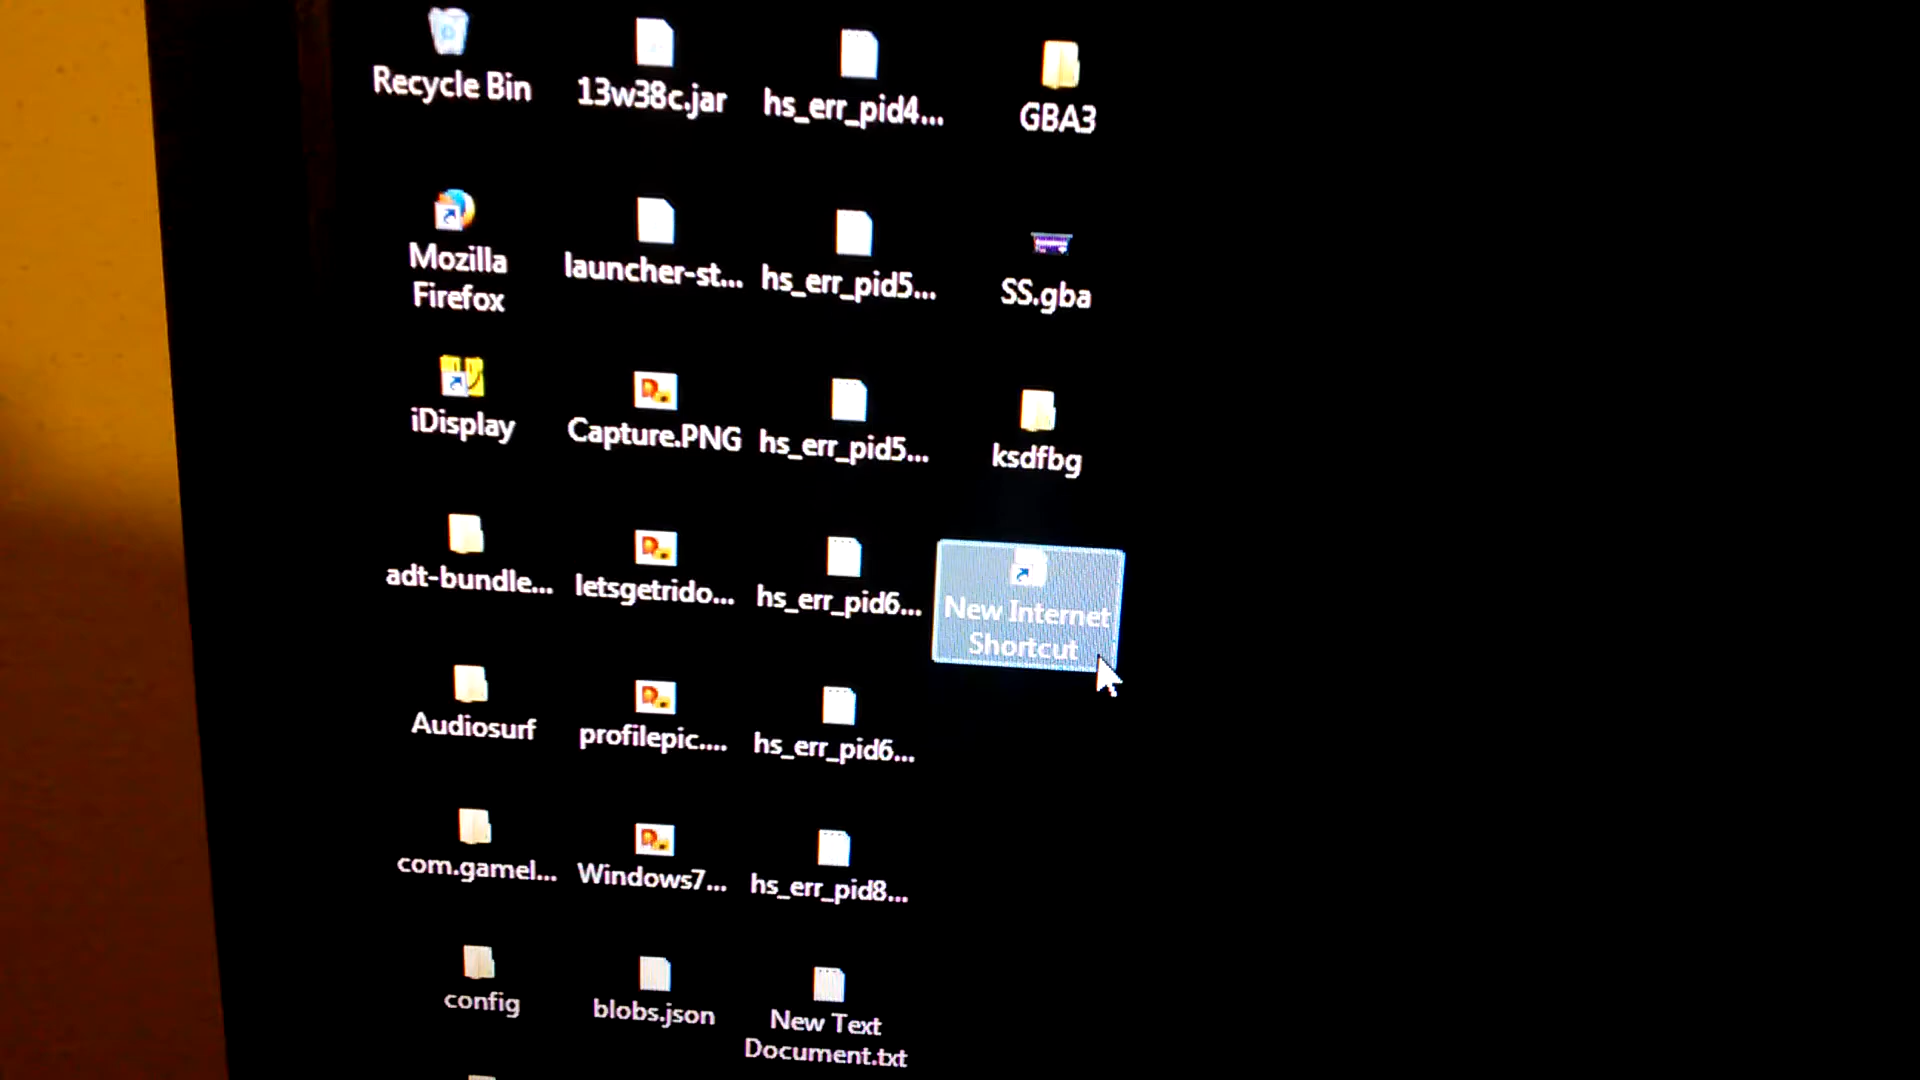 Recycle Bin
13w38c.jar
hs_err_pid4...
GBA3
Mozilla
Firefox
launcher-st...
hs_err_pid5...
SS.gba
iDisplay
Capture.PNG
hs_err_pid5...
ksdfbg
adt-bundle...
letsgetrido...
hs_err_pid6...
New Internet
Shortcut
Audiosurf
profilepic....
hs_err_pid6...
com.gamel...
Windows7...
hs_err_pid8...
config
blobs.json
New Text
Document.txt